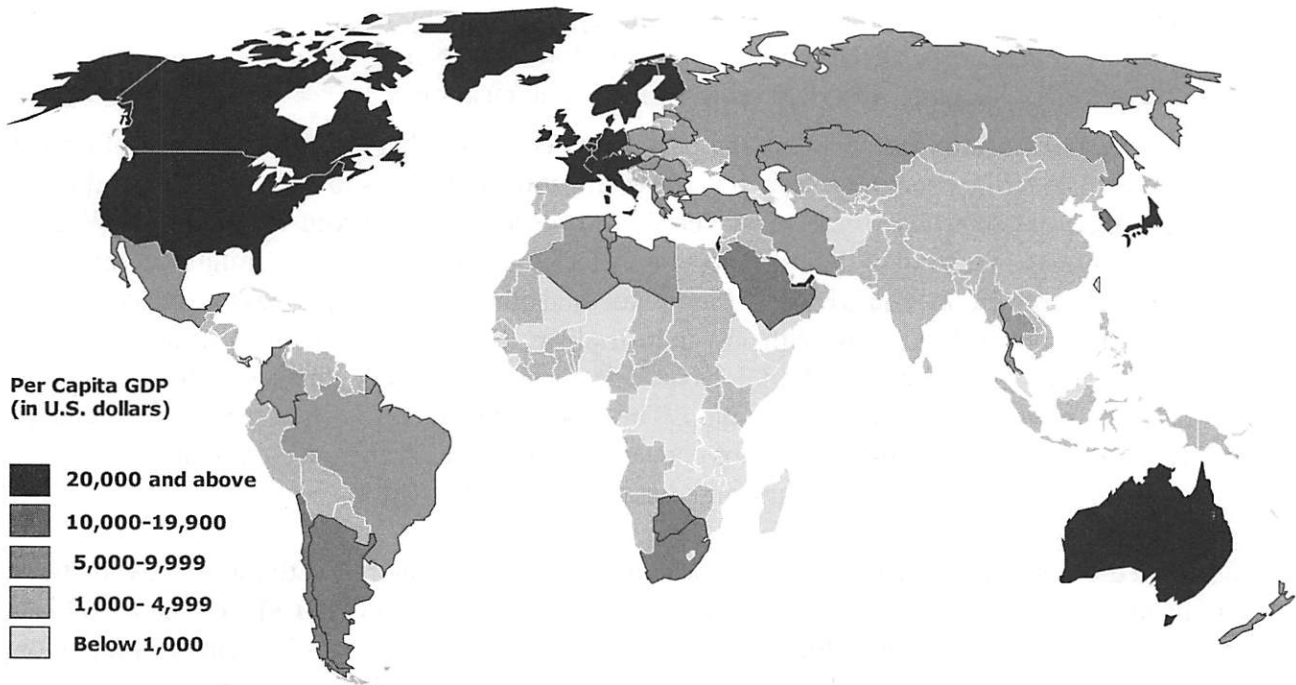 Per Capita GDP
(in U.S. dollars)
20,000 and above
10,000-19,900
5,000-9,999
1,000- 4,999
Below 1,000